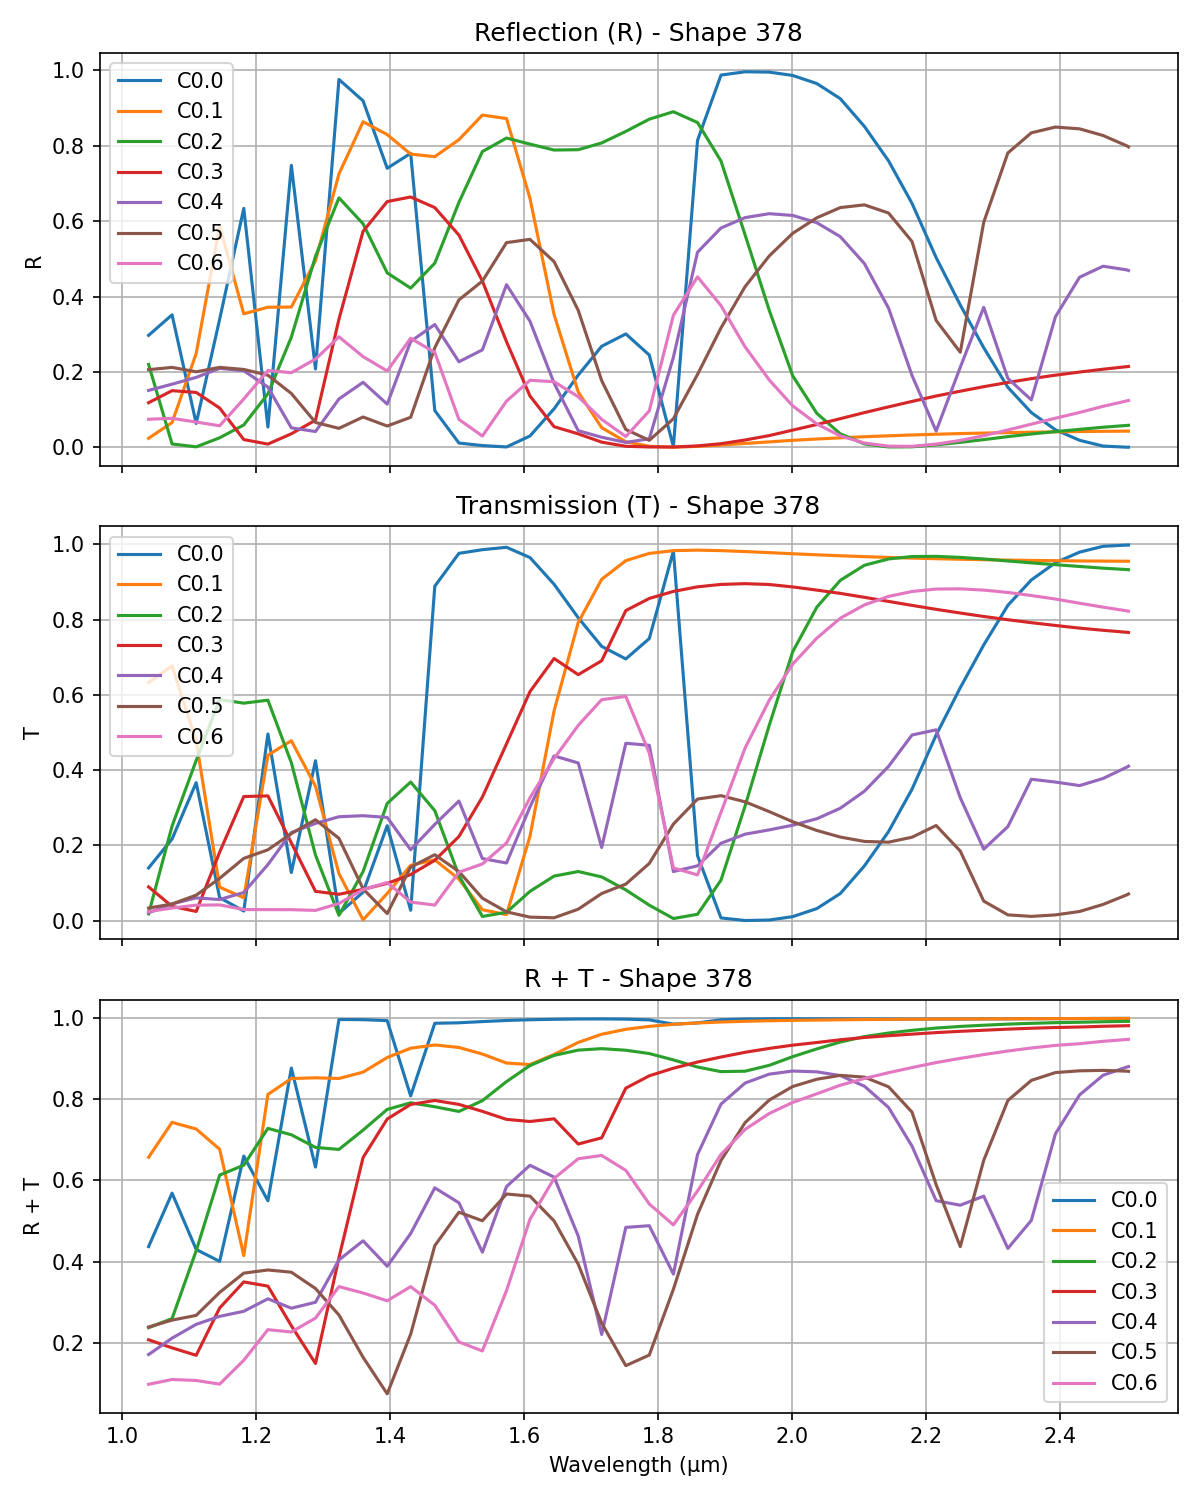 Reflection (R) - Shape 378
1.0
0.8
0.6
0.4
0.2
0.0
R
C0.0
C0.1
C0.2
C0.3
C0.4
C0.5
C0.6
Transmission (T) - Shape 378
1.0
0.8
0.6
0.4
0.2
0.0
T
C0.0
C0.1
C0.2
C0.3
C0.4
C0.5
C0.6
R + T - Shape 378
1.0
0.8
0.6
0.4
0.2
R + T
C0.0
C0.1
C0.2
C0.3
C0.4
C0.5
C0.6
1.0 1.2 1.4 1.6 1.8 2.0 2.2 2.4
Wavelength (μm)